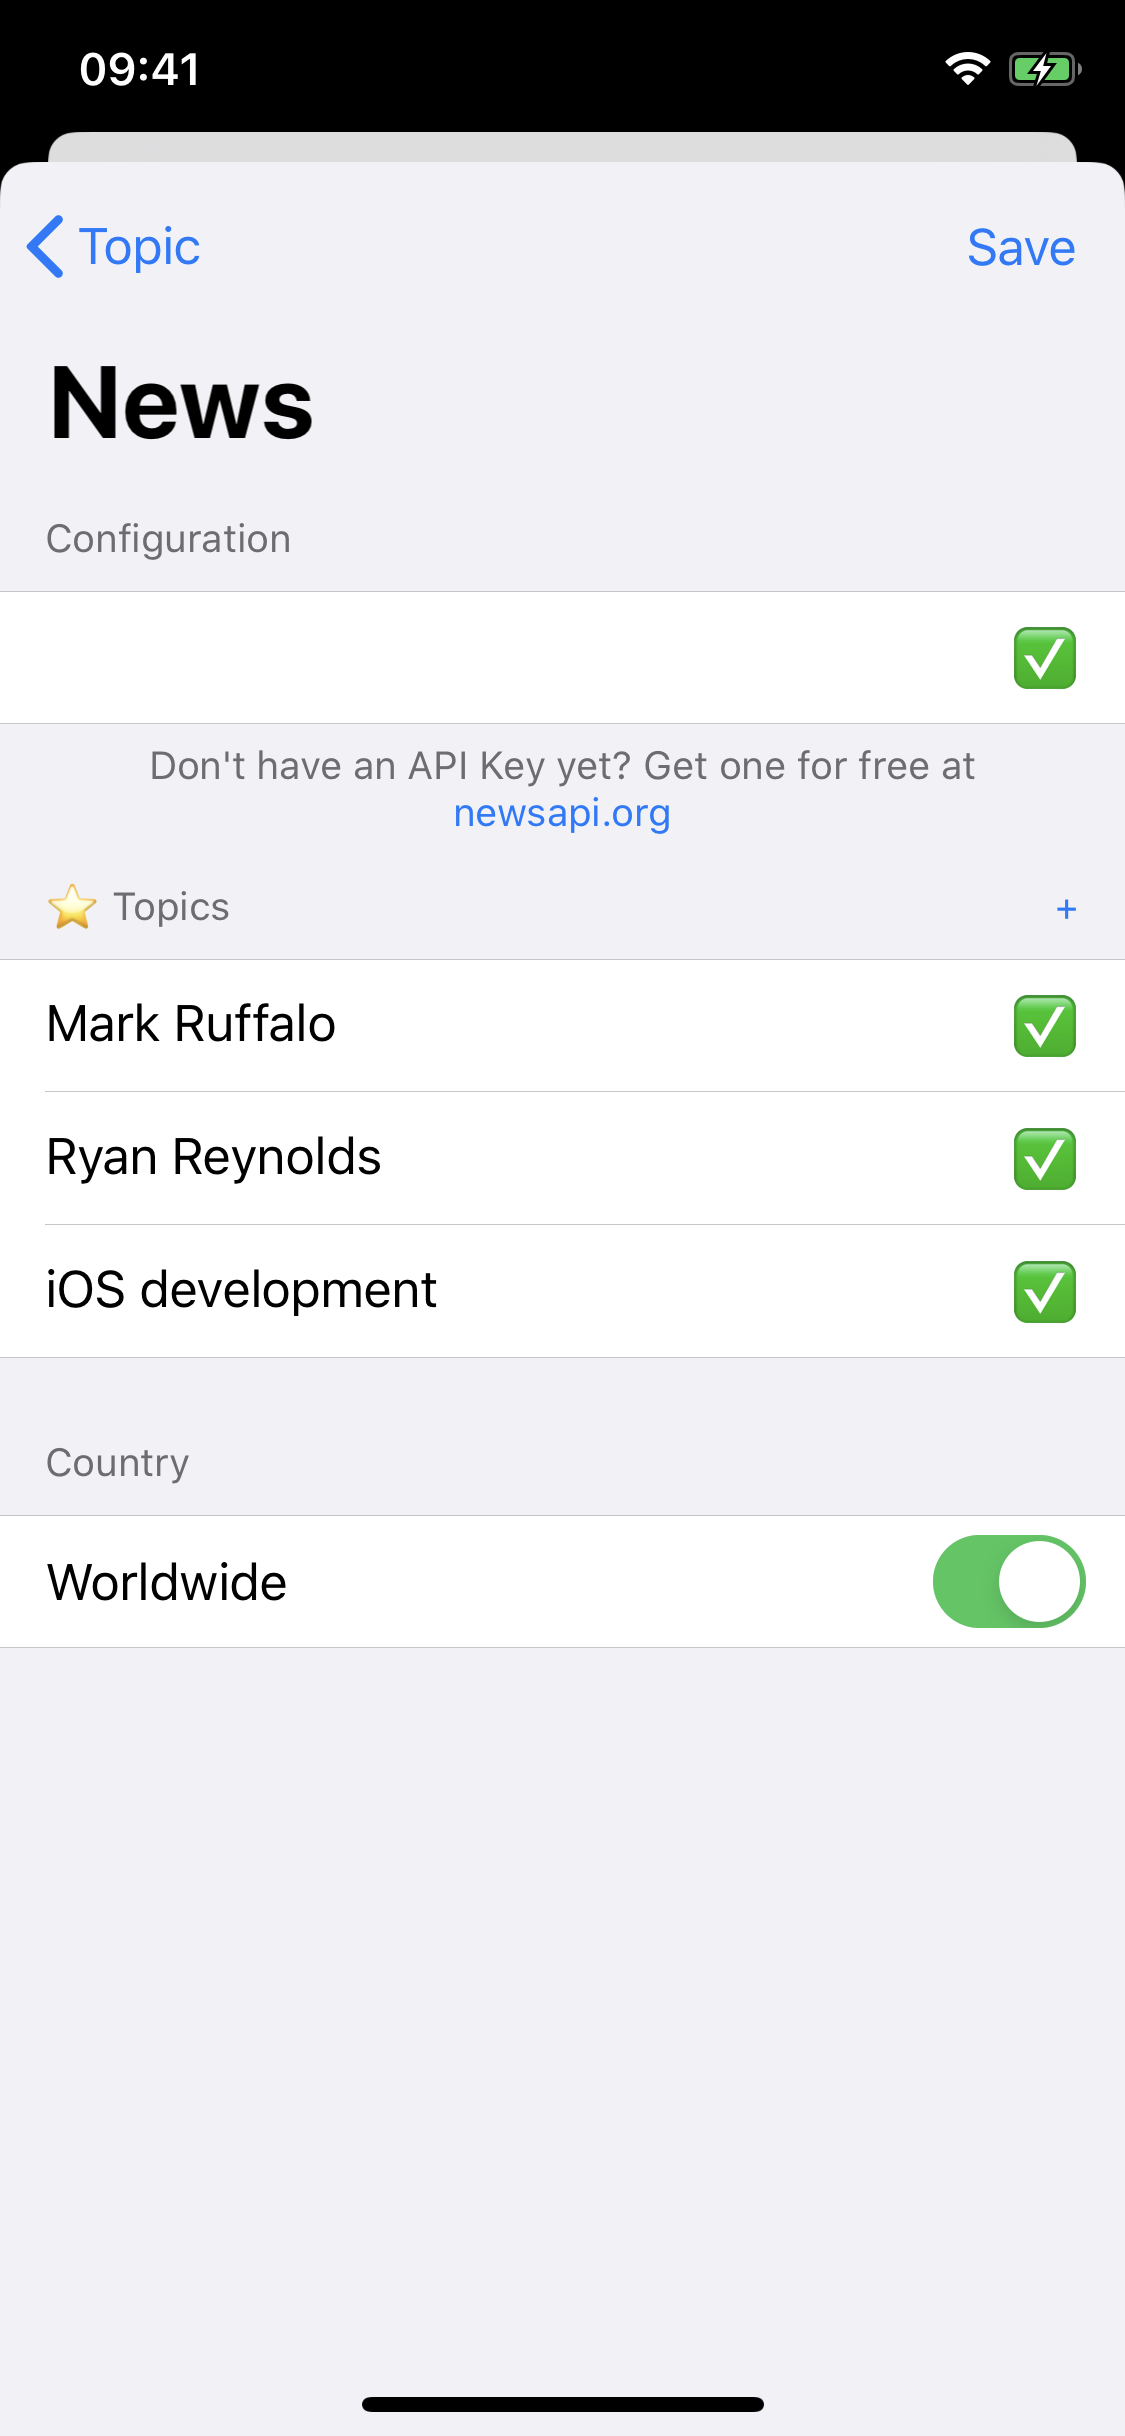 09:41
Topic
Save
News
Configuration
Don't have an API Key yet? Get one for free at
newsapi.org
⭐ Topics
+
Mark Ruffalo
Ryan Reynolds
iOS development
Country
Worldwide